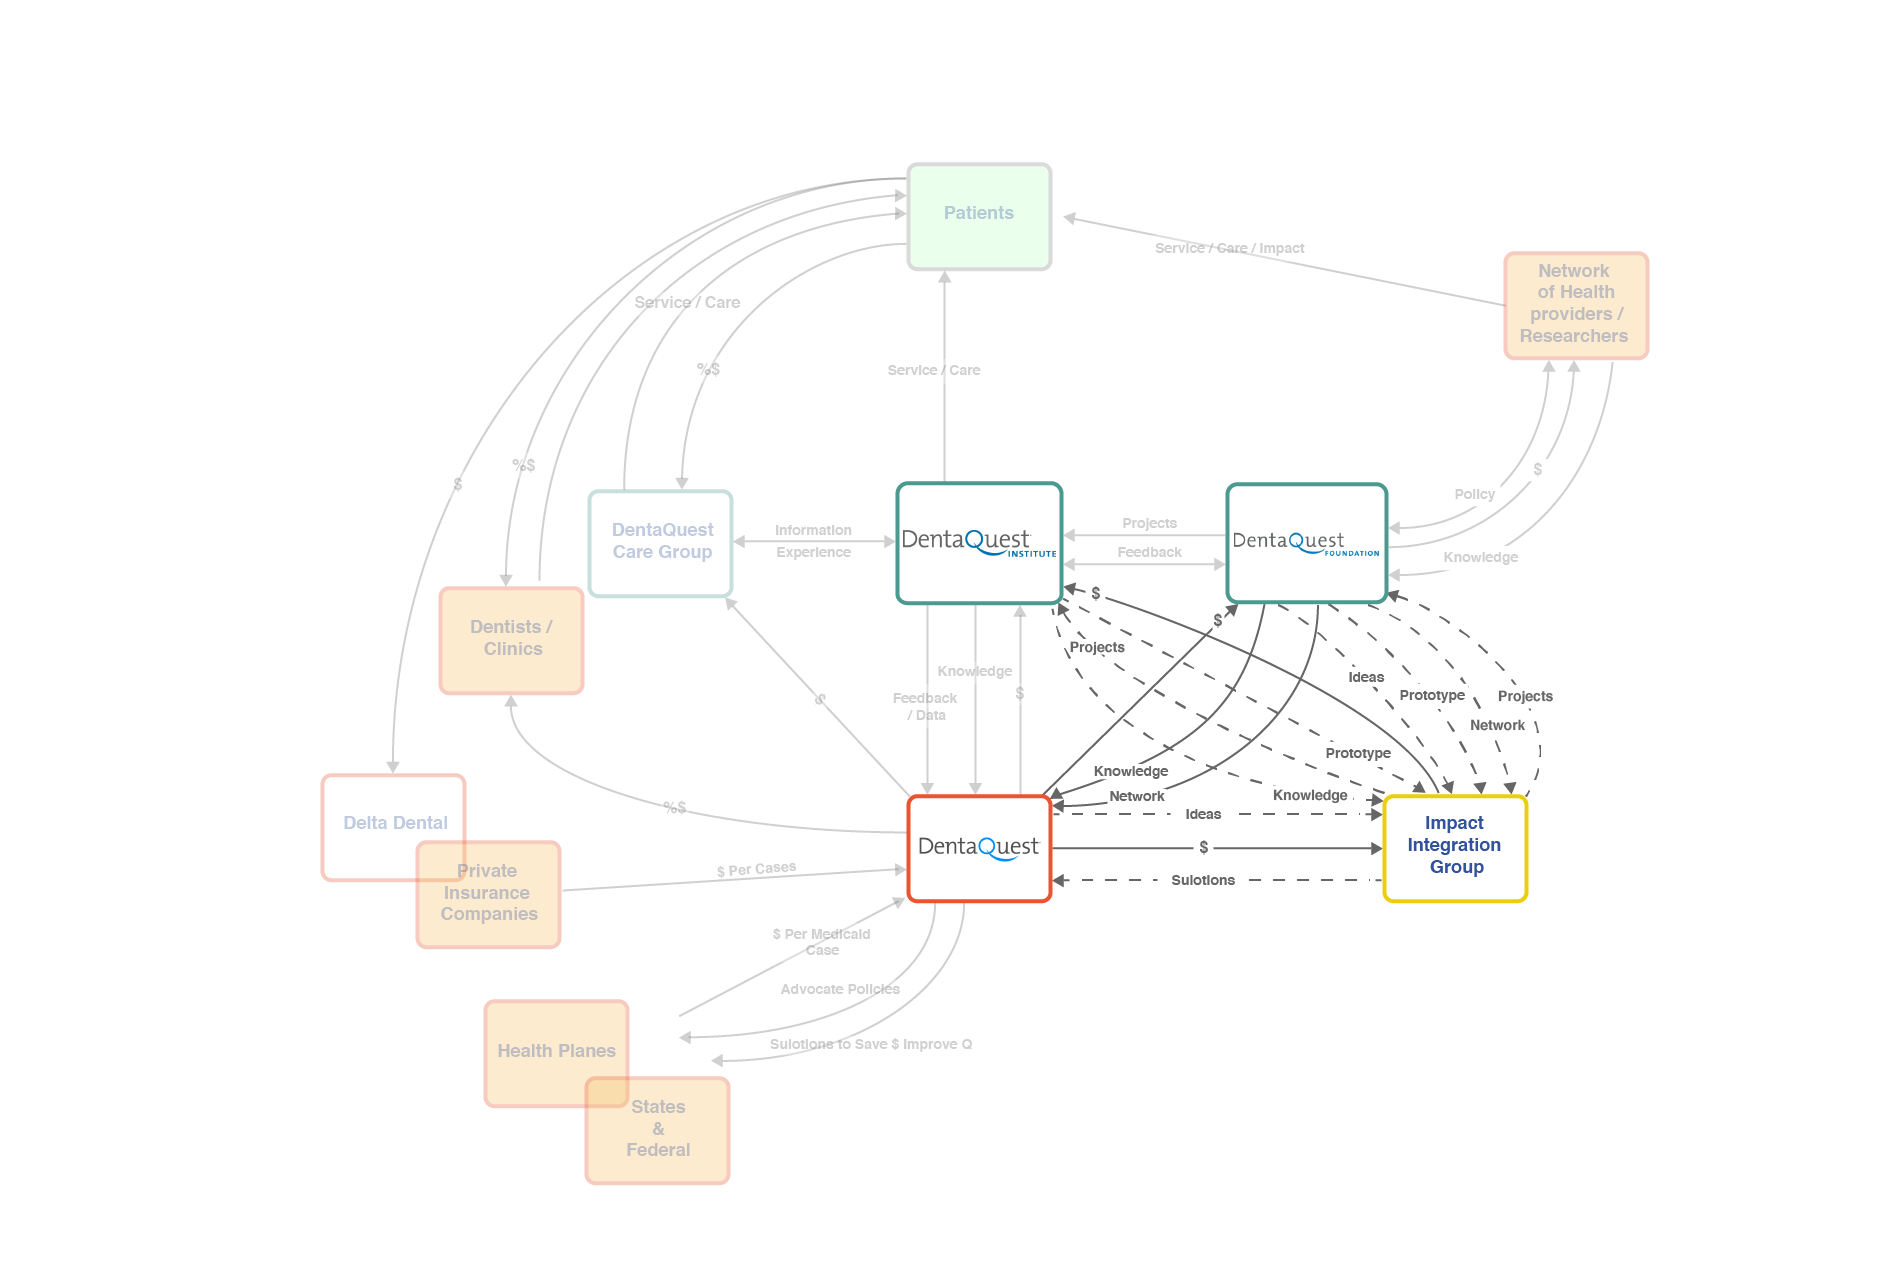 Patients
Service / Care / Impact
Network
of Health
providers /
Researchers
Service / Care
%$
Service / Care
%$
$
$
Policy
Knowledge
DentaQuest
Care Group
Information
Experience
DentaQuest
INSTITUTE
Projects
Feedback
DentaQuest
FOUNDATION
Dentists /
Clinics
$
$
Projects
Knowledge
Feedback
/ Data
$
$
Ideas
Prototype
Projects
Network
Prototype
Knowledge
Network
Knowledge
Ideas
$
Sulotions
Delta Dental
%$
Private
Insurance
Companies
$ Per Cases
DentaQuest
Impact
Integration
Group
$ Per Medicaid
Case
Advocate Policies
Sulotions to Save $ Improve Q
Health Planes
States
&
Federal